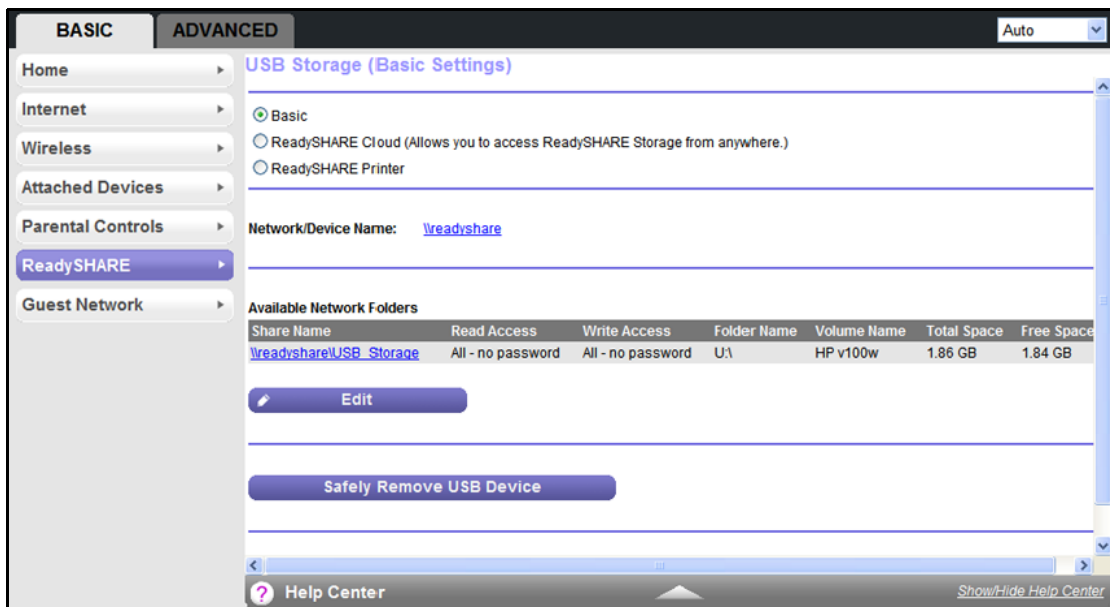 BASIC ADVANCED Auto
Home
Internet
Wireless
Attached Devices
Parental Controls
ReadySHARE
Guest Network
USB Storage (Basic Settings)
Basic
ReadySHARE Cloud (Allows you to access ReadySHARE Storage from anywhere.)
ReadySHARE Printer
Network/Device Name: \\readyshare
Available Network Folders
Share Name Read Access Write Access Folder Name Volume Name Total Space Free Space
\\readyshare\USB_Storage All - no password All - no password U:\ HP v100w 1.86 GB 1.84 GB
Edit
Safely Remove USB Device
? Help Center Show/Hide Help Center